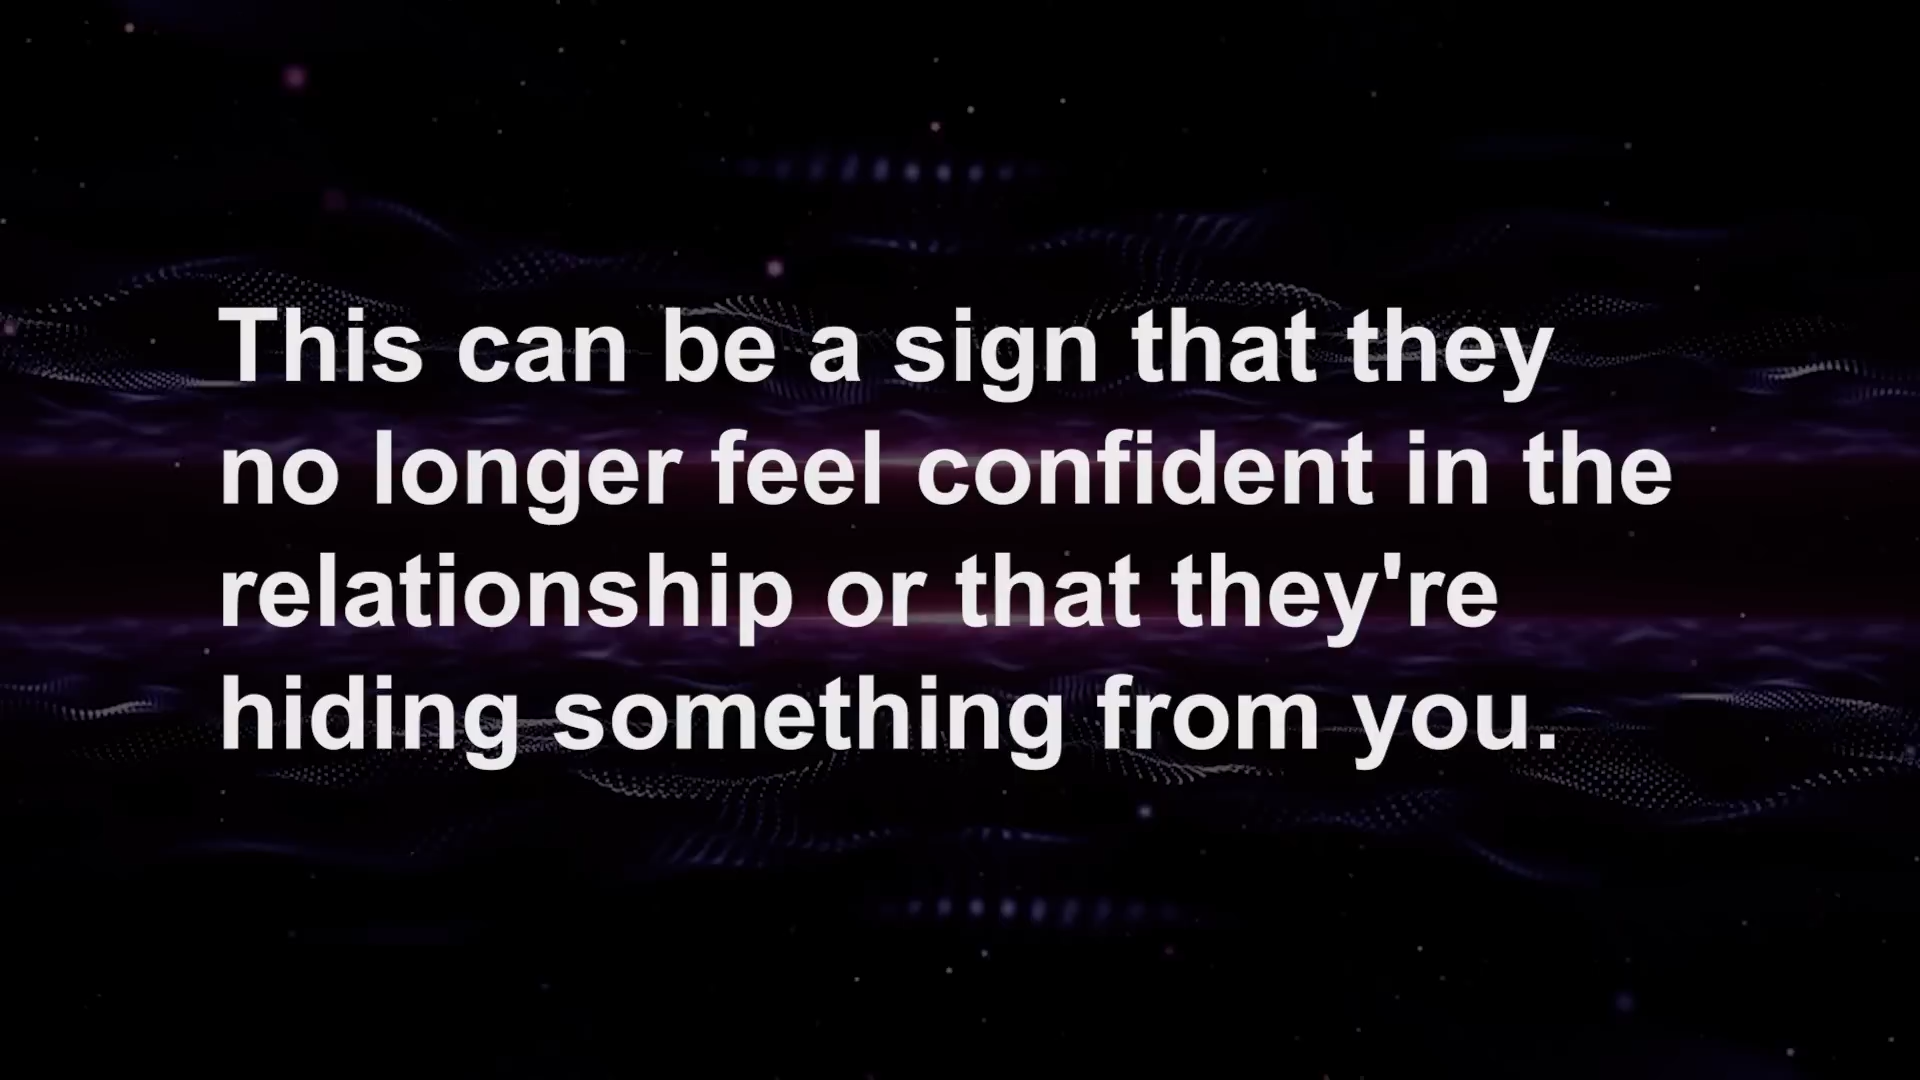 This can be a sign that they
no longer feel confident in the
relationship or that they're
hiding something from you.